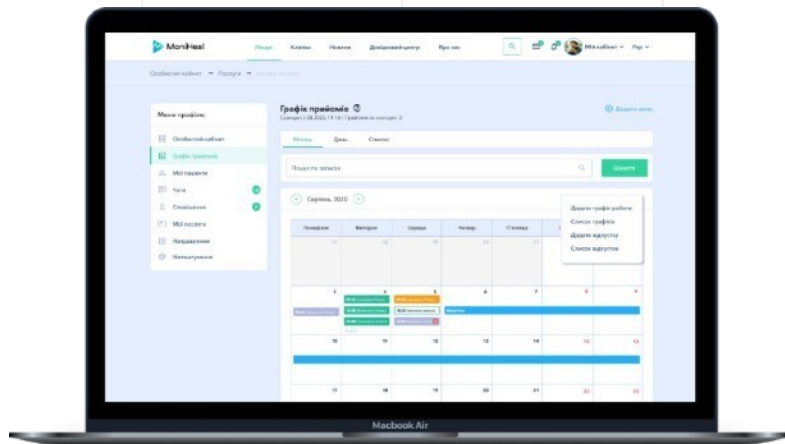 MoniHeal
Лікарі Клініки Новини Довідковий центр Про нас Мій кабінет Укр
Особистий кабінет → Послуги →
Меню профілю
Особистий кабінет
Графік прийомів
Мої пацієнти
Чати
Сповіщення
Мої послуги
Направлення
Налаштування
Графік прийомів
Додати запис
Місяць День Список
Пошук по записах
Шукати
Серпень, 2020
Додати графік роботи
Список графіків
Додати відпустку
Список відпусток
Понеділок Вівторок Середа Четвер П'ятниця
27 28 29 30 31
3 4 5 6 7 8 9
Відпустка
10 11 12 13 14 15 16
17 18 19 20 21 22 23
Macbook Air